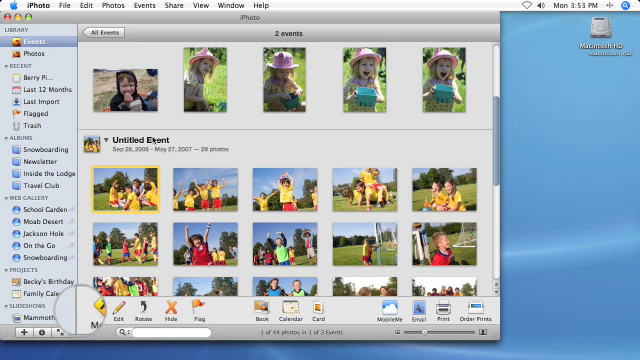 iPhoto File Edit Photos Events Share View Window Help Mon 3:53 PM
iPhoto
LIBRARY
Events
Photos
RECENT
Berry Pi...
Last 12 Months
Last Import
Flagged
Trash
ALBUMS
Snowboarding
Newsletter
Inside the Lodge
Travel Club
WEB GALLERY
School Garden
Moab Desert
Jackson Hole
On the Go
Snowboarding
PROJECTS
Becky's Birthday
Family Cale
SLIDESHOWS
Mammoth
All Events
2 events
Untitled Event
Sep 28, 2006 - May 27, 2007 — 29 photos
M
Edit Rotate Hide Flag Book Calendar Card MobileMe Email Print Order Prints
1 of 44 photos in 1 of 2 Events
Macintosh HD
Macintosh HD